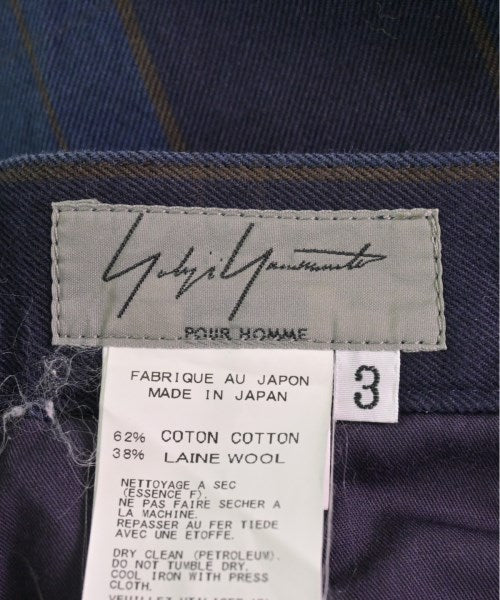 Yohji Yamamoto
POUR HOMME
3
FABRIQUE AU JAPON
MADE IN JAPAN
62% COTON COTTON
38% LAINE WOOL
NETTOYAGE A SEC
(ESSENCE F).
NE PAS FAIRE SECHER A
LA MACHINE.
REPASSER AU FER TIEDE
AVEC UNE ETOFFE.
DRY CLEAN (PETROLEUM).
DO NOT TUMBLE DRY.
COOL IRON WITH PRESS
CLOTH.
VEUILLEZ UTILISER